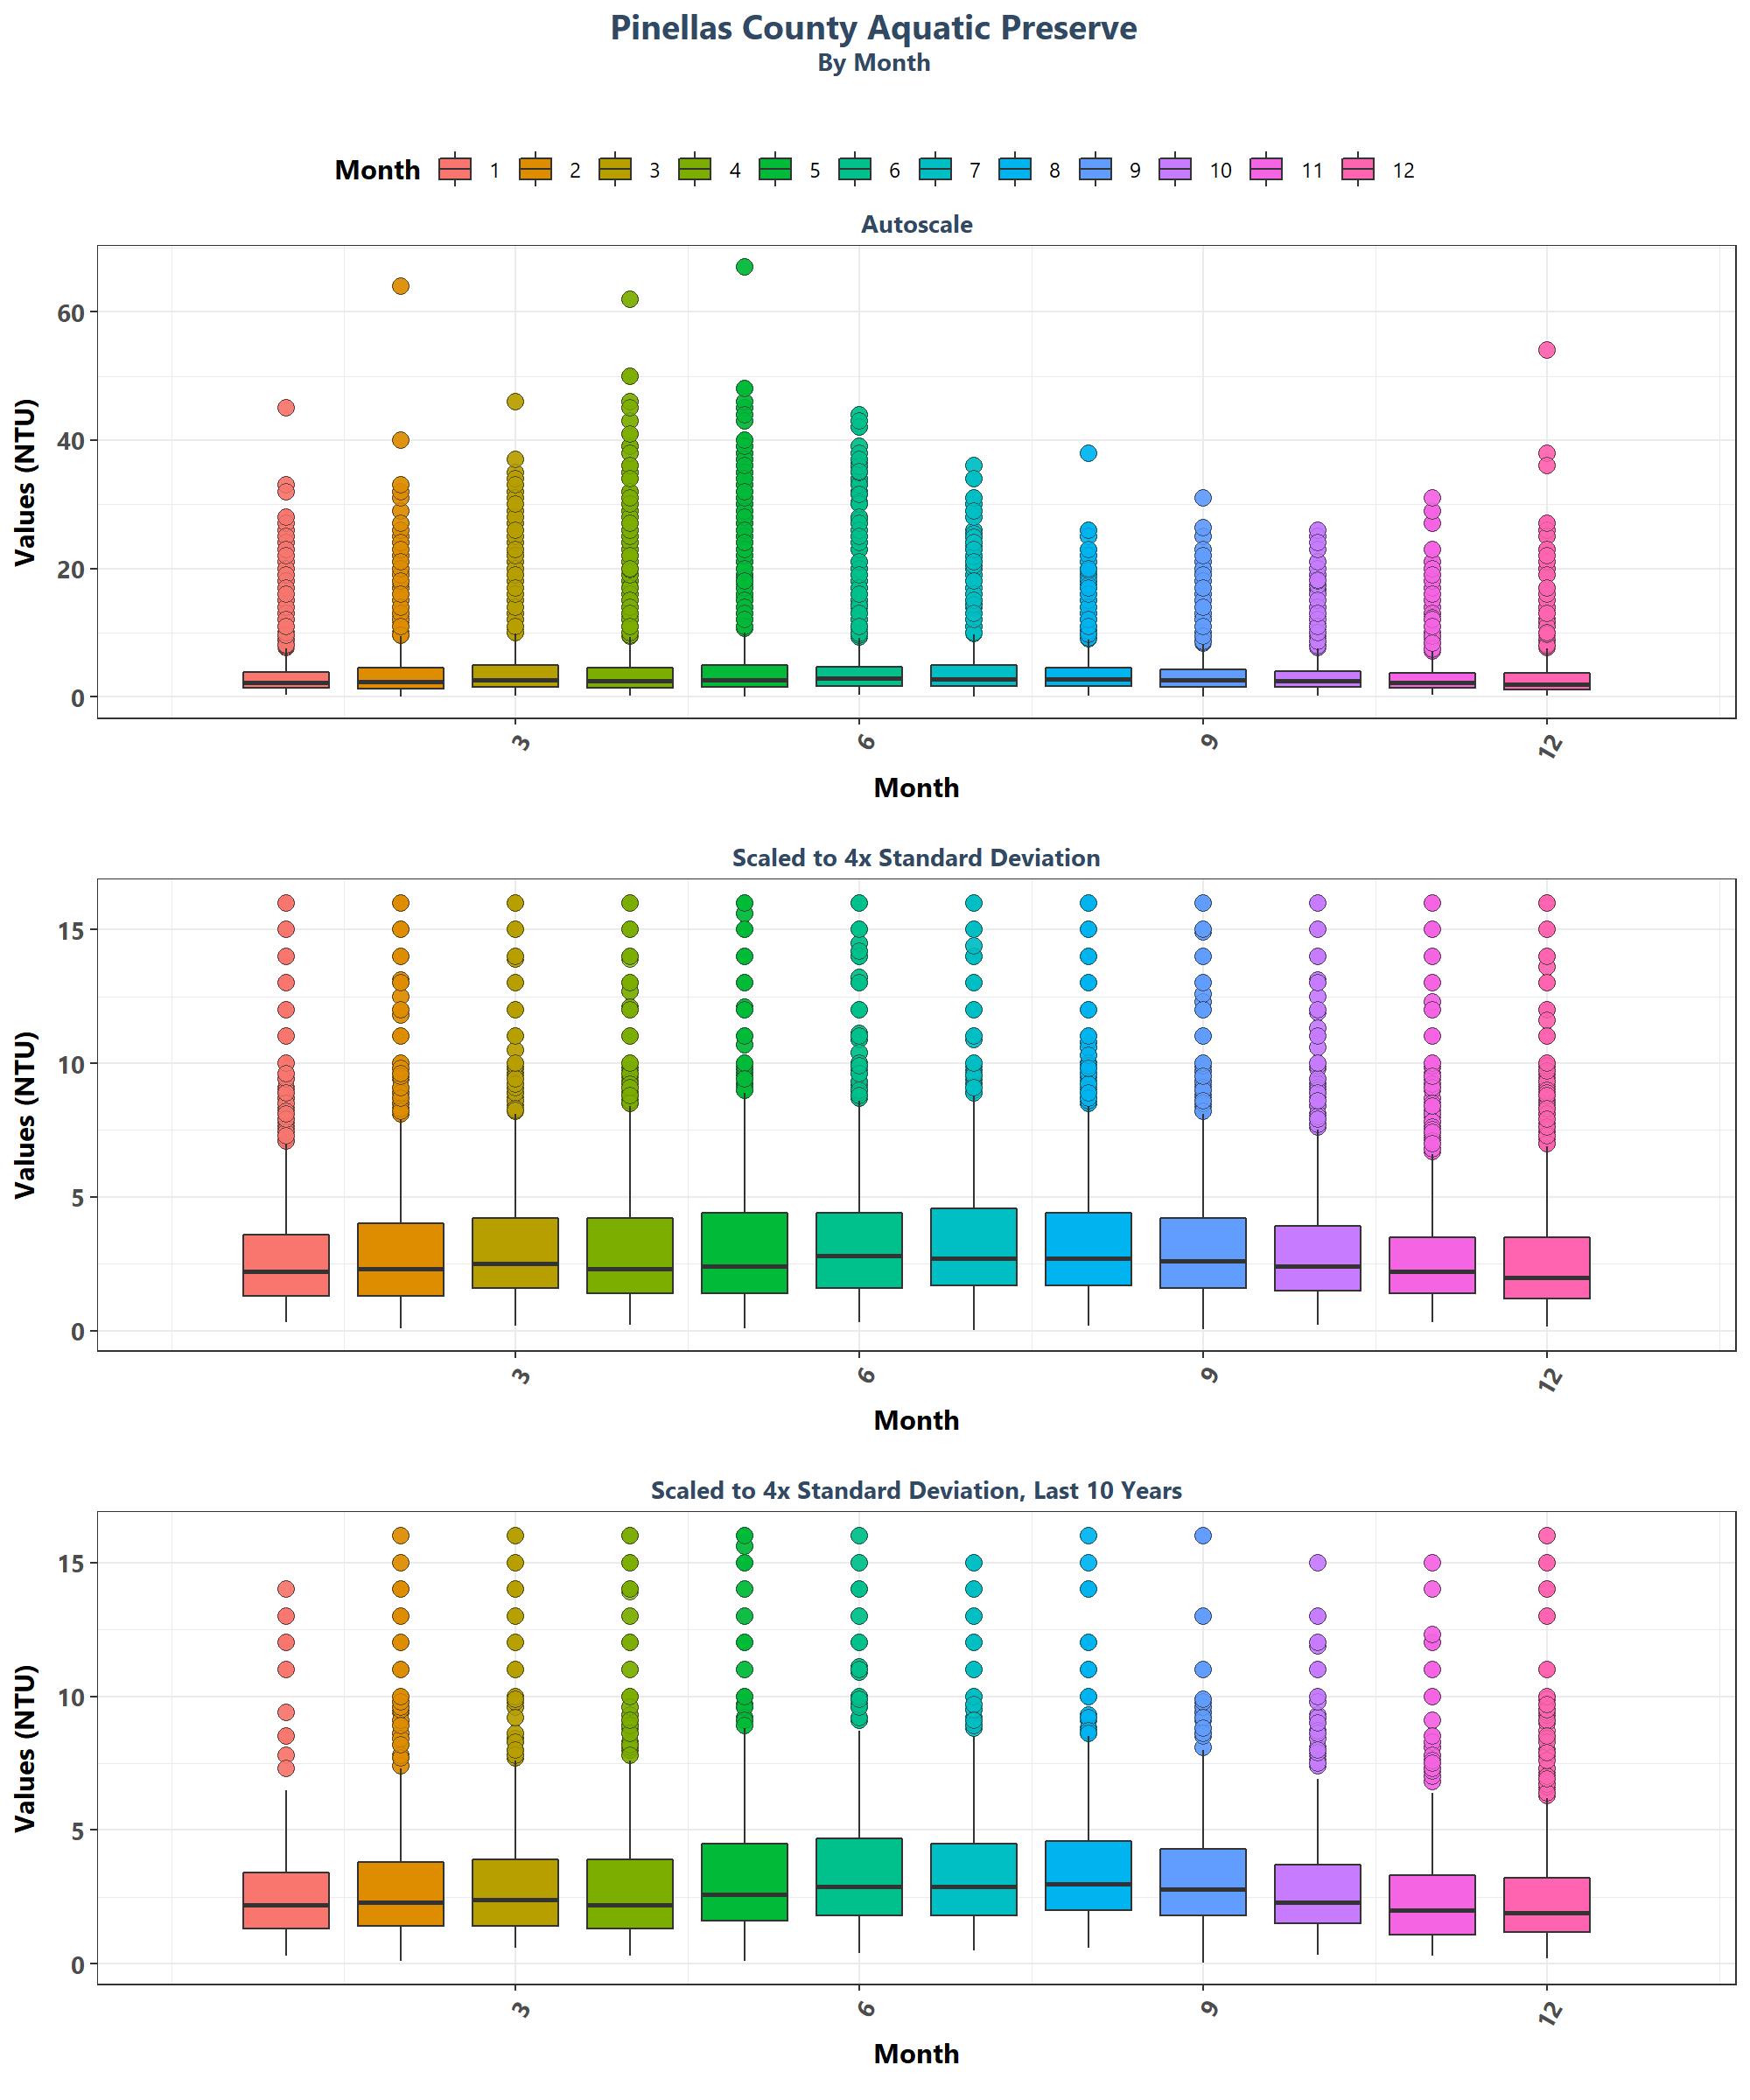 Pinellas County Aquatic Preserve
By Month
Month 1 2 3 4 5 6 7 8 9 10 11 12
Autoscale
Values (NTU)
60
40
20
0
3 6 9 12
Month
Scaled to 4x Standard Deviation
Values (NTU)
15
10
5
0
3 6 9 12
Month
Scaled to 4x Standard Deviation, Last 10 Years
Values (NTU)
15
10
5
0
3 6 9 12
Month